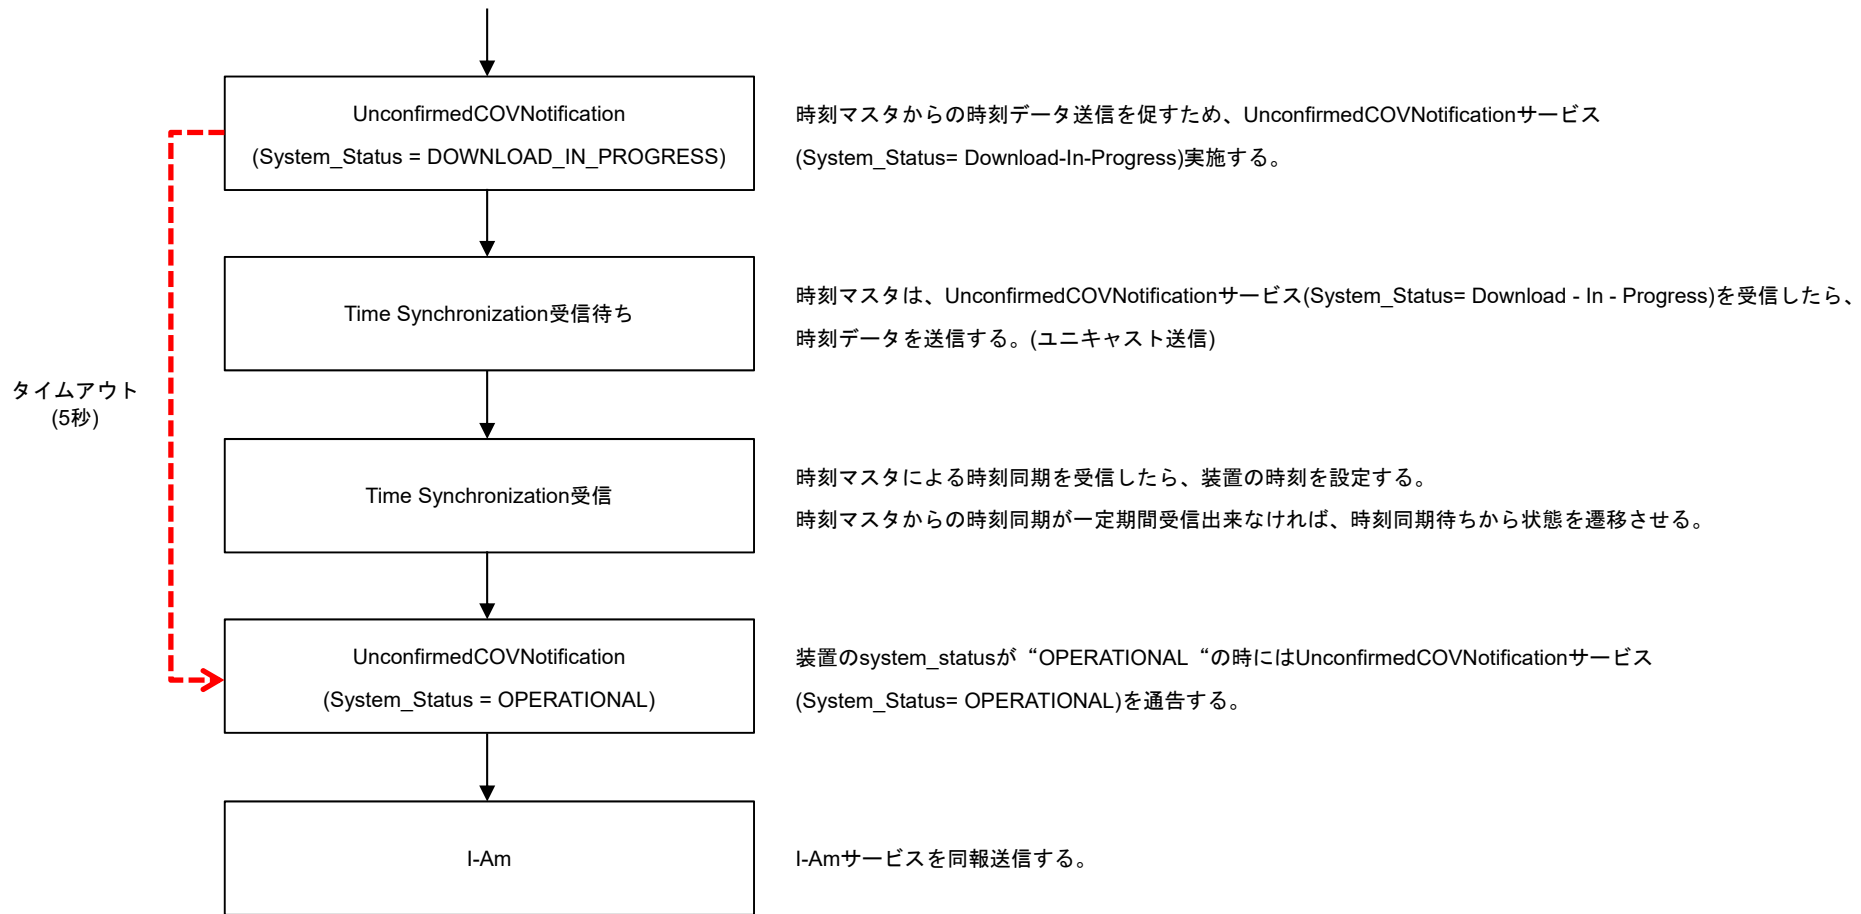 UnconfirmedCOVNotification
(System_Status = DOWNLOAD_IN_PROGRESS)
時刻マスタからの時刻データ送信を促すため、UnconfirmedCOVNotificationサービス
(System_Status= Download-In-Progress)実施する。
Time Synchronization受信待ち
時刻マスタは、UnconfirmedCOVNotificationサービス(System_Status= Download - In - Progress)を受信したら、
時刻データを送信する。(ユニキャスト送信)
タイムアウト
(5秒)
Time Synchronization受信
時刻マスタによる時刻同期を受信したら、装置の時刻を設定する。
時刻マスタからの時刻同期が一定期間受信出来なければ、時刻同期待ちから状態を遷移させる。
UnconfirmedCOVNotification
(System_Status = OPERATIONAL)
装置のsystem_statusが“OPERATIONAL“の時にはUnconfirmedCOVNotificationサービス
(System_Status= OPERATIONAL)を通告する。
I-Am
I-Amサービスを同報送信する。